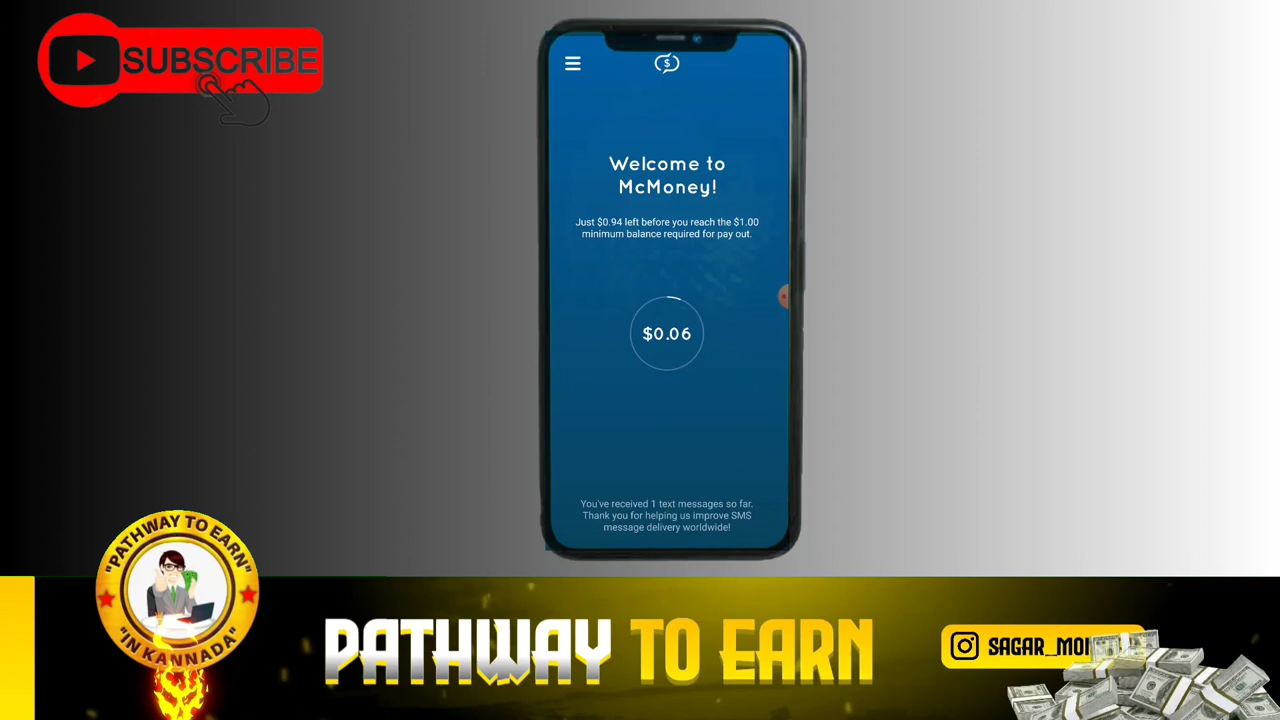 SUBSCRIBE
$
Welcome to
McMoney!
Just $0.94 left before you reach the $1.00
minimum balance required for pay out.
$0.06
You've received 1 text messages so far.
Thank you for helping us improve SMS
message delivery worldwide!
"PATHWAY TO EARN"
"IN KANNADA"
PATHWAY TO EARN